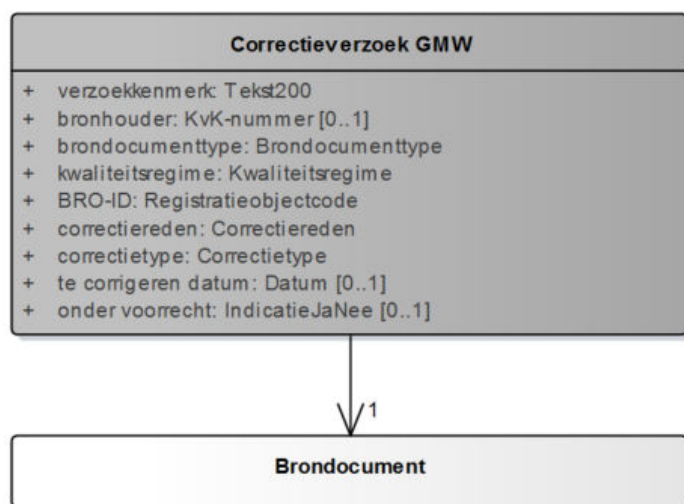 Correctieverzoek GMW
+ verzoekkenmerk: Tekst200
+ bronhouder: KvK-nummer [0..1]
+ brondocumenttype: Brondocumenttype
+ kwaliteitsregime: Kwaliteitsregime
+ BRO-ID: Registratieobjectcode
+ correctiereden: Correctiereden
+ correctietype: Correctietype
+ te corrigeren datum: Datum [0..1]
+ onder voorrecht: IndicatieJaNee [0..1]
1
Brondocument